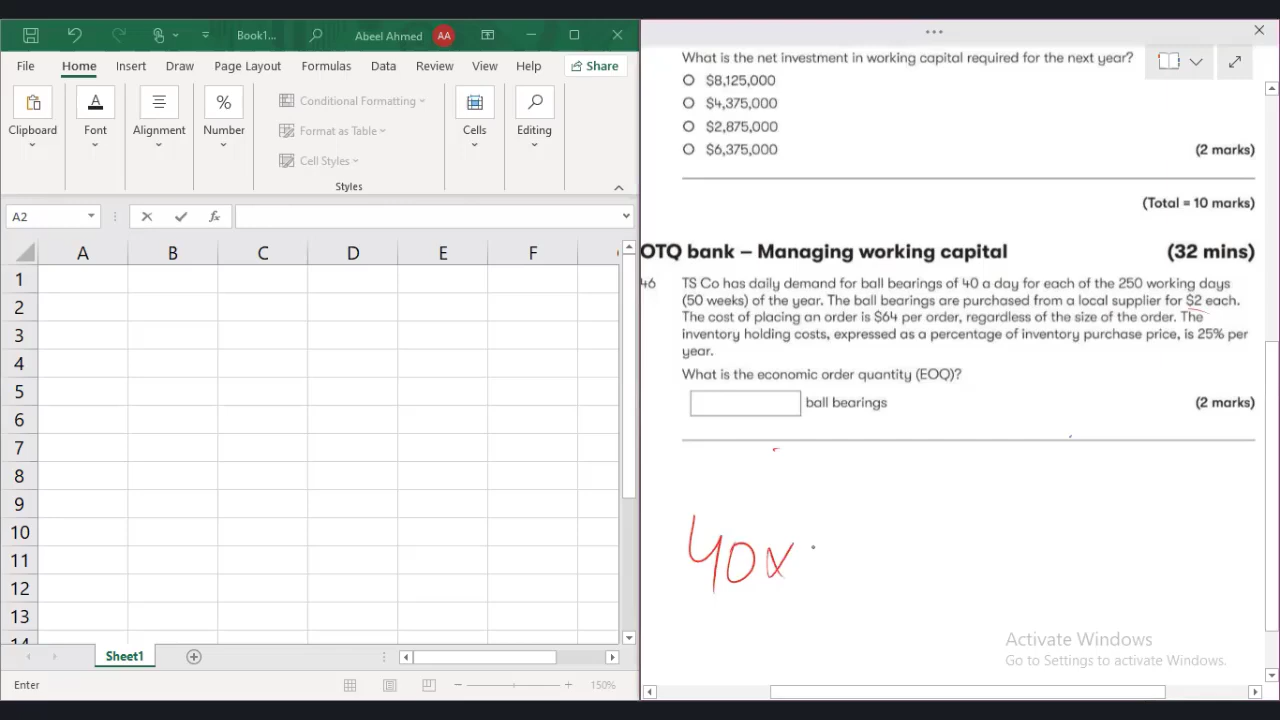 Book1...
Abeel Ahmed
AA
File
Home
Insert
Draw
Page Layout
Formulas
Data
Review
View
Help
Share
Clipboard
Font
Alignment
%
Number
Conditional Formatting
Format as Table
Cell Styles
Styles
Cells
Editing
A2
fx
A B C D E F
1
2
3
4
5
6
7
8
9
10
11
12
13
14
Sheet1
Enter
150%
What is the net investment in working capital required for the next year?
$8,125,000
$4,375,000
$2,875,000
$6,375,000
(2 marks)
(Total = 10 marks)
OTQ bank – Managing working capital (32 mins)
46 TS Co has daily demand for ball bearings of 40 a day for each of the 250 working days
(50 weeks) of the year. The ball bearings are purchased from a local supplier for $2 each.
The cost of placing an order is $64 per order, regardless of the size of the order. The
inventory holding costs, expressed as a percentage of inventory purchase price, is 25% per
year.
What is the economic order quantity (EOQ)?
ball bearings (2 marks)
40x
Activate Windows
Go to Settings to activate Windows.